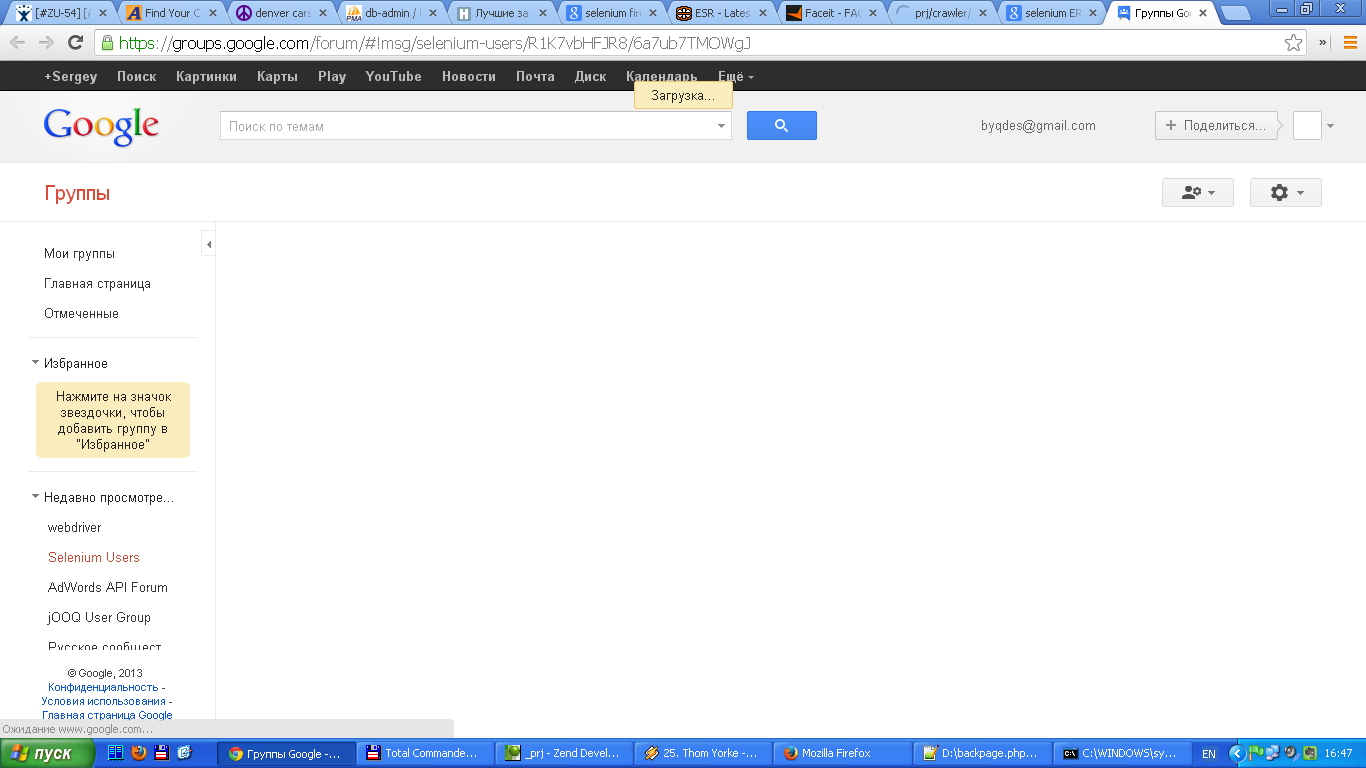 [#ZU-54] [
Find Your C
denver cars
db-admin / 
Лучшие за
selenium fir
ESR - Lates
Faceit - FAC
prj/crawler/
selenium ER
Группы Go
https://groups.google.com/forum/#!msg/selenium-users/R1K7vbHFJR8/6a7ub7TMOWgJ
+Sergey Поиск Картинки Карты Play YouTube Новости Почта Диск Календарь Ещё
Загрузка...
Google
Поиск по темам
byqdes@gmail.com
Поделиться...
Группы
Мои группы
Главная страница
Отмеченные
Избранное
Нажмите на значок
звездочки, чтобы
добавить группу в
"Избранное"
Недавно просмотре...
webdriver
Selenium Users
AdWords API Forum
jOOQ User Group
Русское сообщест
© Google, 2013
Конфиденциальность -
Условия использования -
Главная страница Google
Ожидание www.google.com...
пуск
Группы Google -...
Total Commande...
_prj - Zend Devel...
25. Thom Yorke -...
Mozilla Firefox
D:\backpage.php...
C:\WINDOWS\sy...
EN
16:47